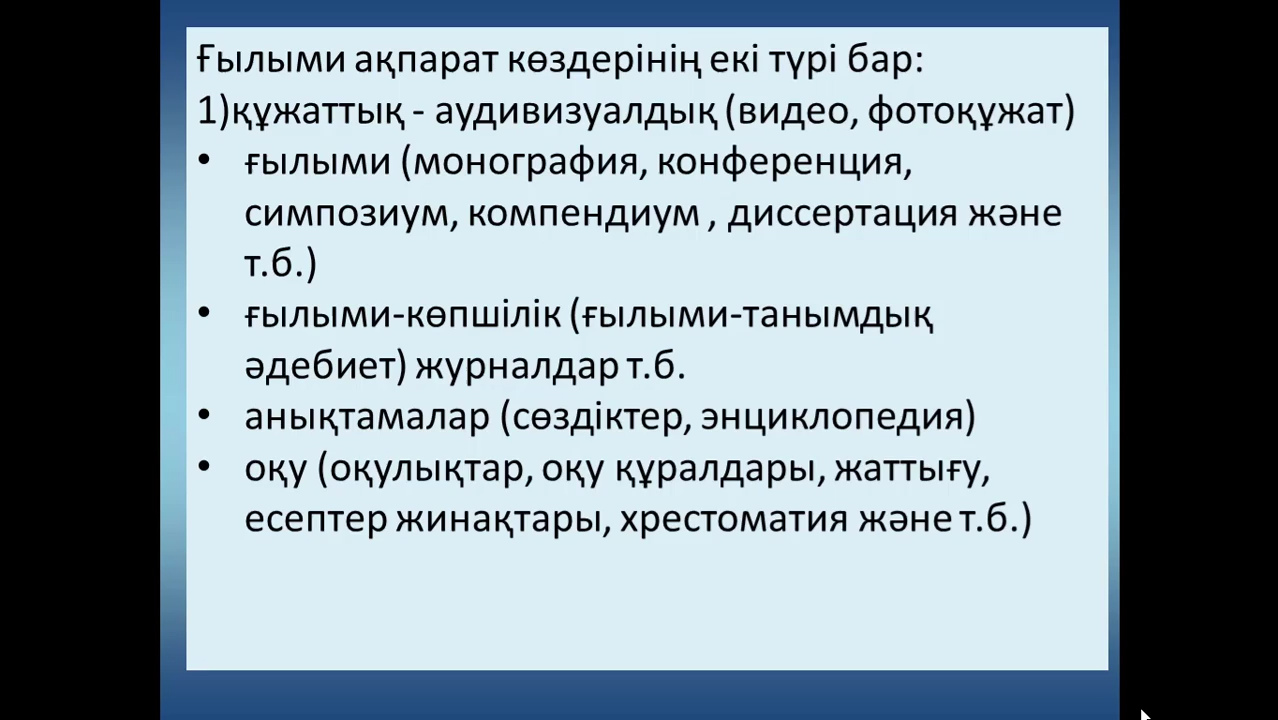 Ғылыми ақпарат көздерінің екі түрі бар:
1)құжаттық - аудивизуалдық (видео, фотоқұжат)
• ғылыми (монография, конференция,
симпозиум, компендиум , диссертация және
т.б.)
• ғылыми-көпшілік (ғылыми-танымдық
әдебиет) журналдар т.б.
• анықтамалар (сөздіктер, энциклопедия)
• оқу (оқулықтар, оқу құралдары, жаттығу,
есептер жинақтары, хрестоматия және т.б.)